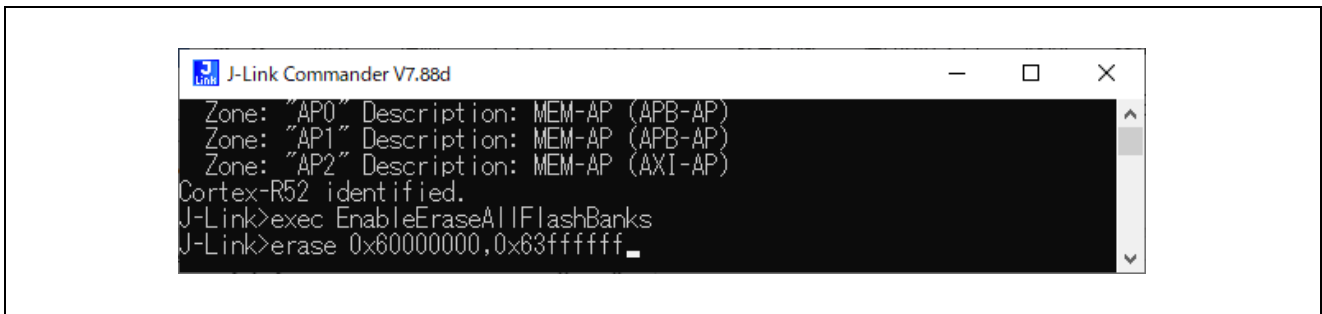 J-Link Commander V7.88d
Zone: "AP0" Description: MEM-AP (APB-AP)
Zone: "AP1" Description: MEM-AP (APB-AP)
Zone: "AP2" Description: MEM-AP (AXI-AP)
Cortex-R52 identified.
J-Link>exec EnableEraseAllFlashBanks
J-Link>erase 0x60000000,0x63ffffff